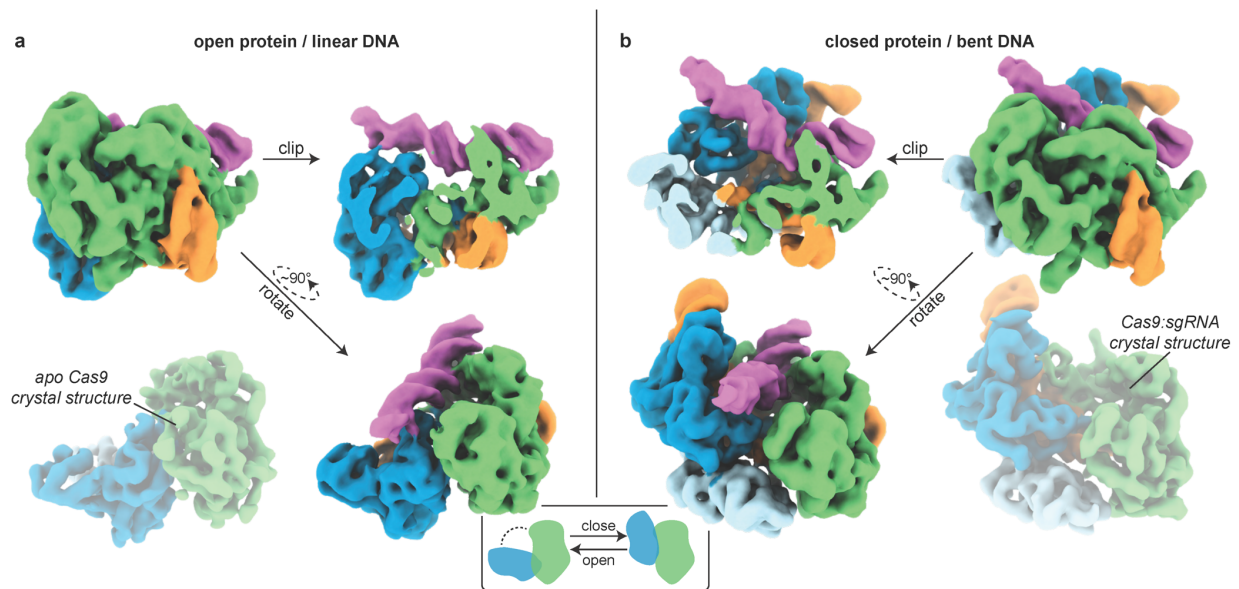 a
open protein / linear DNA
clip
~90°
rotate
apo Cas9
crystal structure
b
closed protein / bent DNA
clip
~90°
rotate
Cas9:sgRNA
crystal structure
close
open